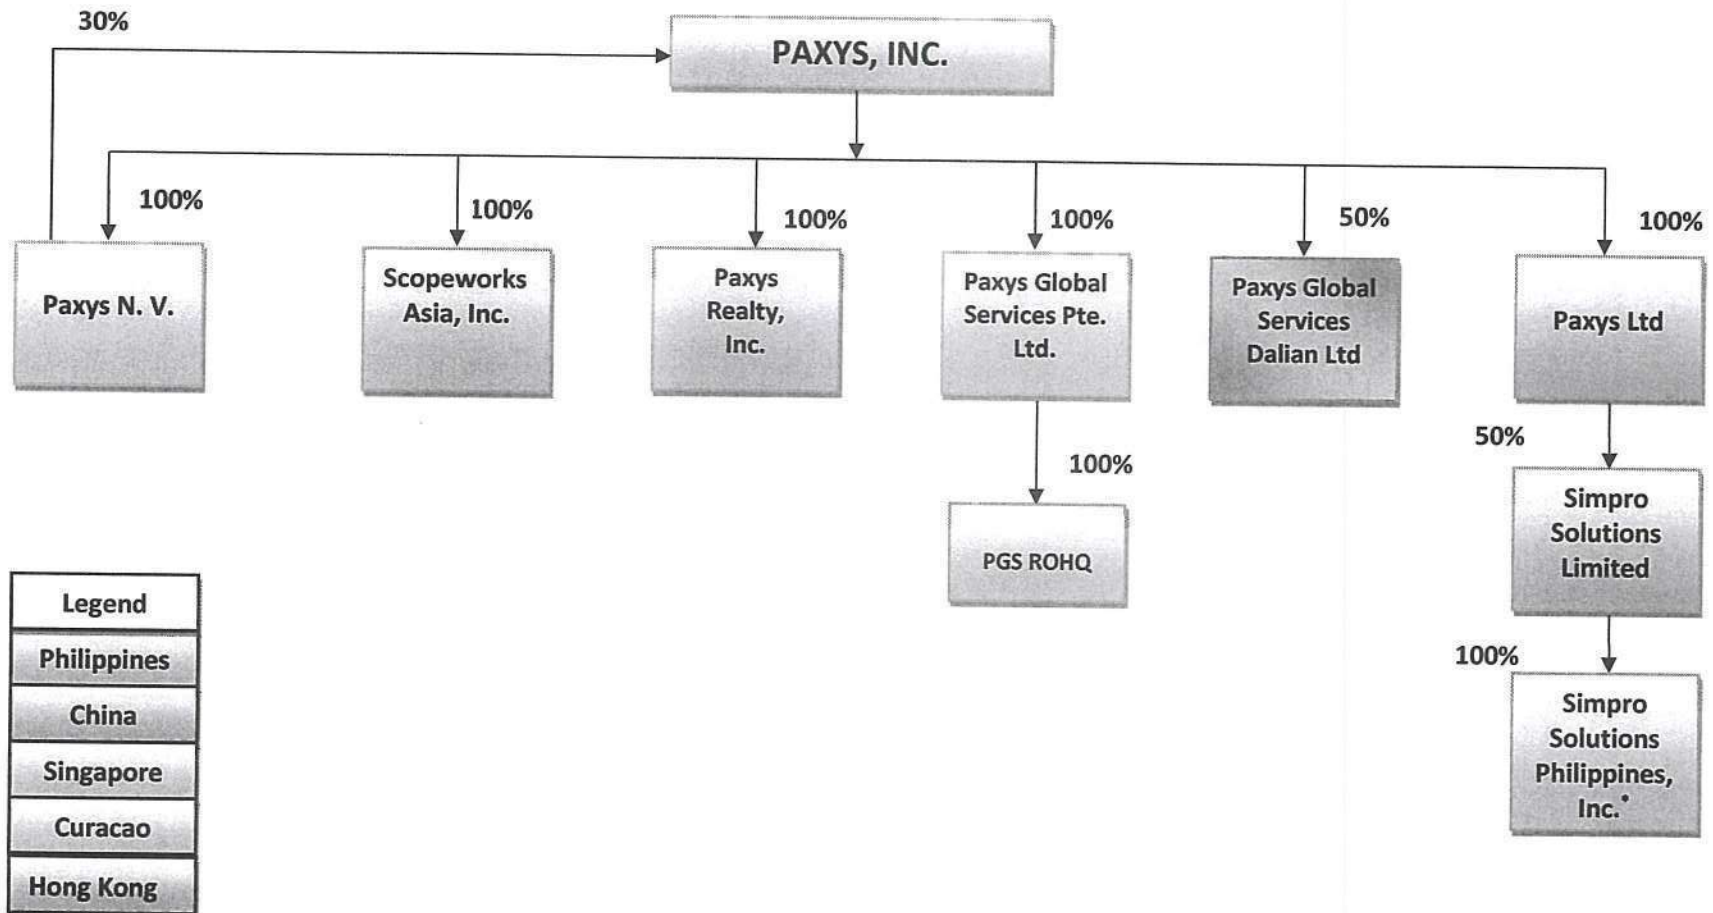 30%
PAXYS, INC.
100%
100%
100%
100%
50%
100%
Paxys N. V.
Scopeworks
Asia, Inc.
Paxys
Realty,
Inc.
Paxys Global
Services Pte.
Ltd.
Paxys Global
Services
Dalian Ltd
Paxys Ltd
100%
50%
PGS ROHQ
Simpro
Solutions
Limited
100%
Simpro
Solutions
Philippines,
Inc.*
Legend
Philippines
China
Singapore
Curacao
Hong Kong